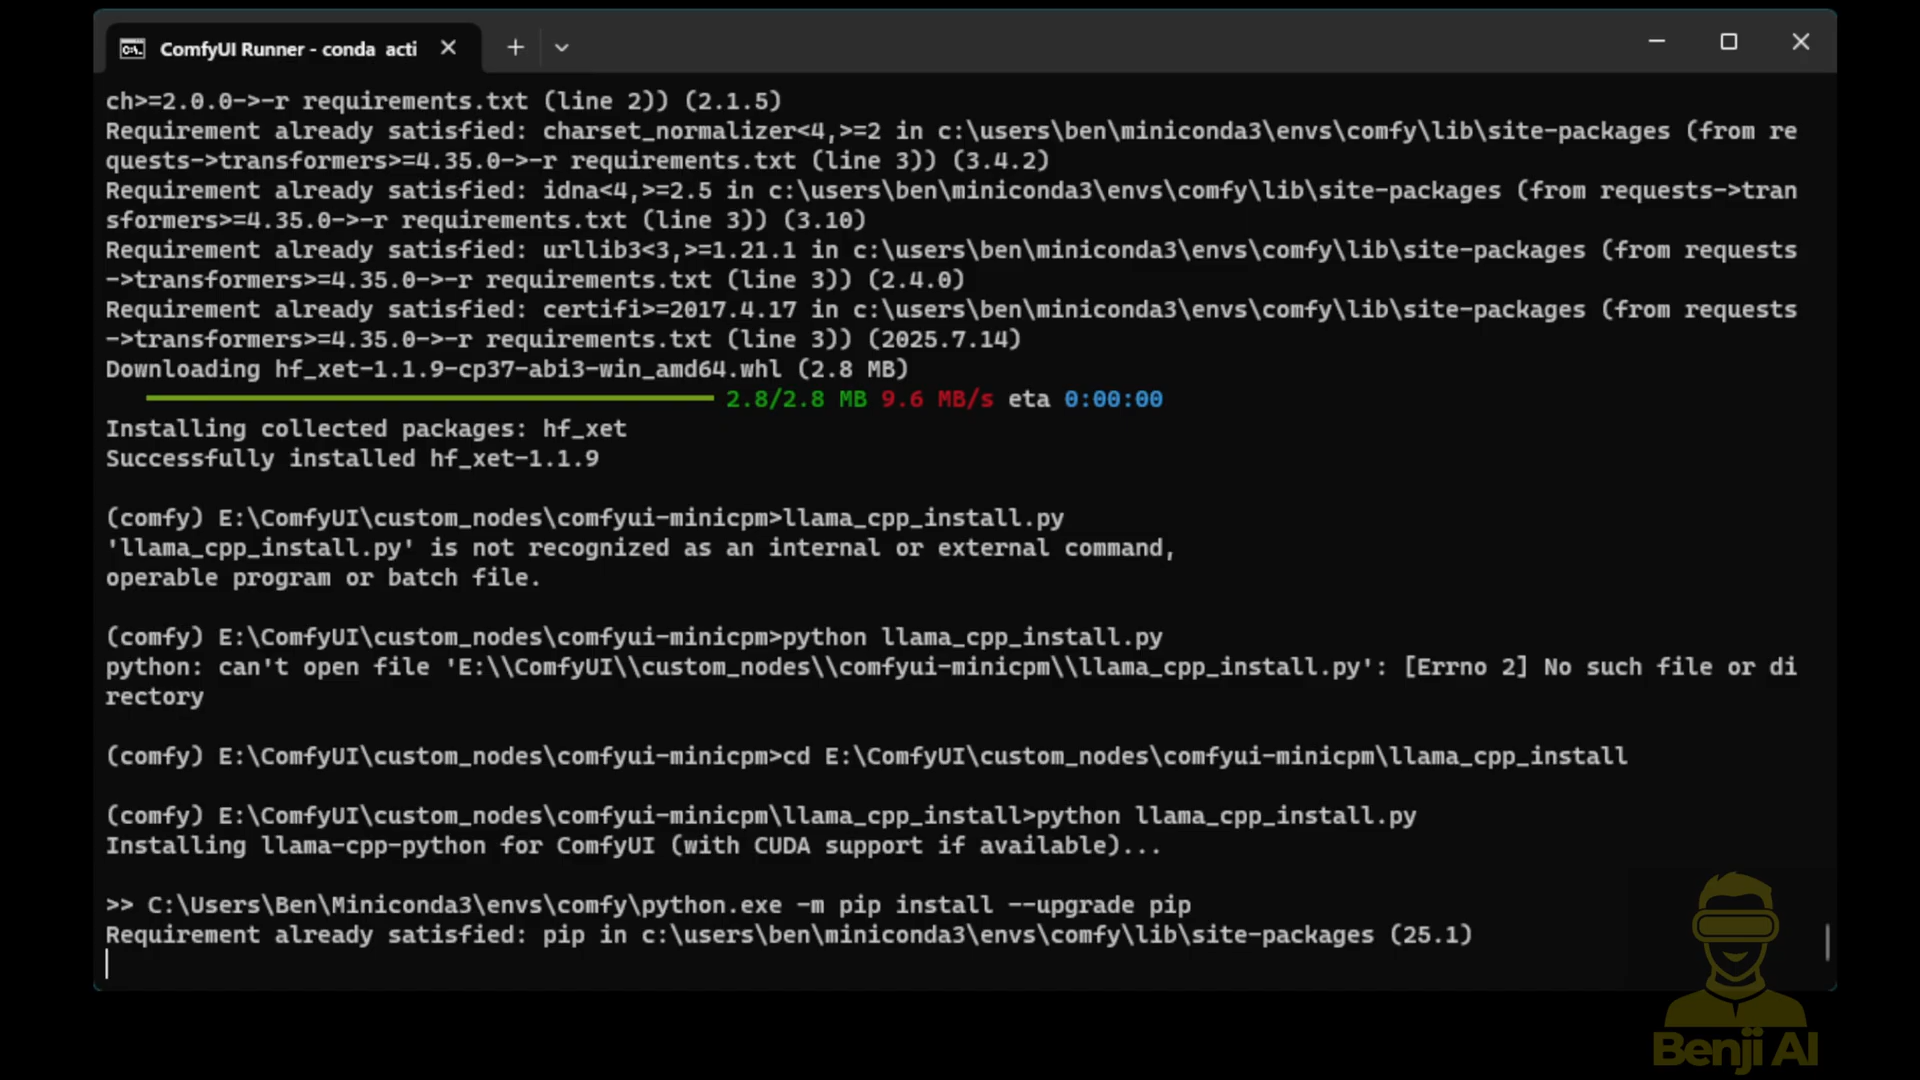 ComfyUI Runner - conda acti
ch>=2.0.0->-r requirements.txt (line 2)) (2.1.5)
Requirement already satisfied: charset_normalizer<4,>=2 in c:\users\ben\miniconda3\envs\comfy\lib\site-packages (from re
quests->transformers>=4.35.0->-r requirements.txt (line 3)) (3.4.2)
Requirement already satisfied: idna<4,>=2.5 in c:\users\ben\miniconda3\envs\comfy\lib\site-packages (from requests->tran
sformers>=4.35.0->-r requirements.txt (line 3)) (3.10)
Requirement already satisfied: urllib3<3,>=1.21.1 in c:\users\ben\miniconda3\envs\comfy\lib\site-packages (from requests
->transformers>=4.35.0->-r requirements.txt (line 3)) (2.4.0)
Requirement already satisfied: certifi>=2017.4.17 in c:\users\ben\miniconda3\envs\comfy\lib\site-packages (from requests
->transformers>=4.35.0->-r requirements.txt (line 3)) (2025.7.14)
Downloading hf_xet-1.1.9-cp37-abi3-win_amd64.whl (2.8 MB)
2.8/2.8 MB 9.6 MB/s eta 0:00:00
Installing collected packages: hf_xet
Successfully installed hf_xet-1.1.9
(comfy) E:\ComfyUI\custom_nodes\comfyui-minicpm>llama_cpp_install.py
'llama_cpp_install.py' is not recognized as an internal or external command,
operable program or batch file.
(comfy) E:\ComfyUI\custom_nodes\comfyui-minicpm>python llama_cpp_install.py
python: can't open file 'E:\\ComfyUI\\custom_nodes\\comfyui-minicpm\\llama_cpp_install.py': [Errno 2] No such file or di
rectory
(comfy) E:\ComfyUI\custom_nodes\comfyui-minicpm>cd E:\ComfyUI\custom_nodes\comfyui-minicpm\llama_cpp_install
(comfy) E:\ComfyUI\custom_nodes\comfyui-minicpm\llama_cpp_install>python llama_cpp_install.py
Installing llama-cpp-python for ComfyUI (with CUDA support if available)...
>> C:\Users\Ben\Miniconda3\envs\comfy\python.exe -m pip install --upgrade pip
Requirement already satisfied: pip in c:\users\ben\miniconda3\envs\comfy\lib\site-packages (25.1)
Benji AI